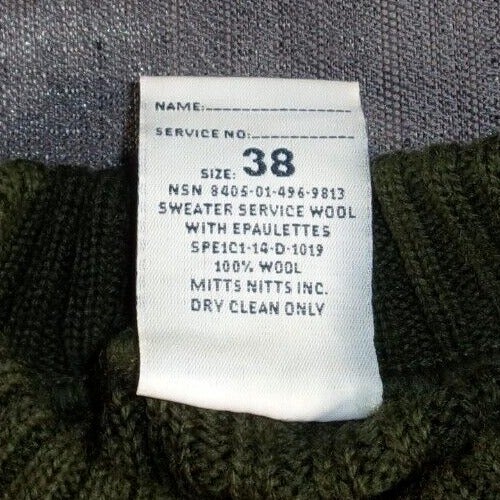 NAME:
SERVICE NO:
SIZE: 38
NSN 8405-01-496-9813
SWEATER SERVICE WOOL
WITH EPAULETTES
SPE1C1-14-D-1019
100% WOOL
MITTS NITTS INC.
DRY CLEAN ONLY